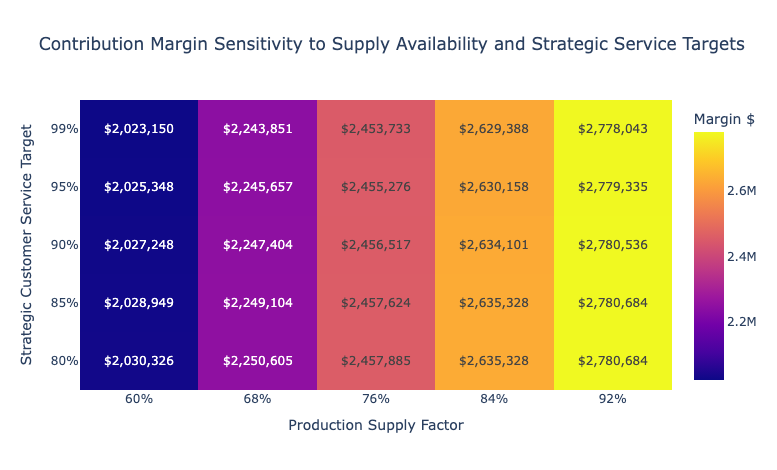 Contribution Margin Sensitivity to Supply Availability and Strategic Service Targets
Margin $
Strategic Customer Service Target
99% $2,023,150 $2,243,851 $2,453,733 $2,629,388 $2,778,043
95% $2,025,348 $2,245,657 $2,455,276 $2,630,158 $2,779,335
90% $2,027,248 $2,247,404 $2,456,517 $2,634,101 $2,780,536
85% $2,028,949 $2,249,104 $2,457,624 $2,635,328 $2,780,684
80% $2,030,326 $2,250,605 $2,457,885 $2,635,328 $2,780,684
60% 68% 76% 84% 92%
Production Supply Factor
2.6M
2.4M
2.2M